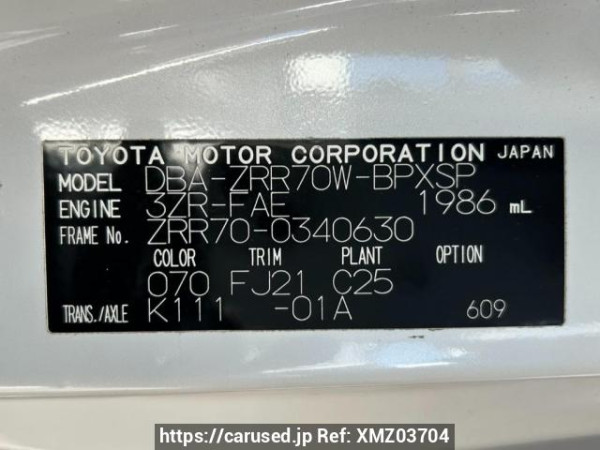 TOYOTA MOTOR CORPORATION JAPAN
MODEL DBA-ZRR70W-BPXSP
ENGINE 3ZR-FAE 1986 mL
FRAME No. ZRR70-0340630
COLOR TRIM PLANT OPTION
070 FJ21 C25
TRANS./AXLE K111 -01A 609
https://carused.jp Ref: XMZ03704